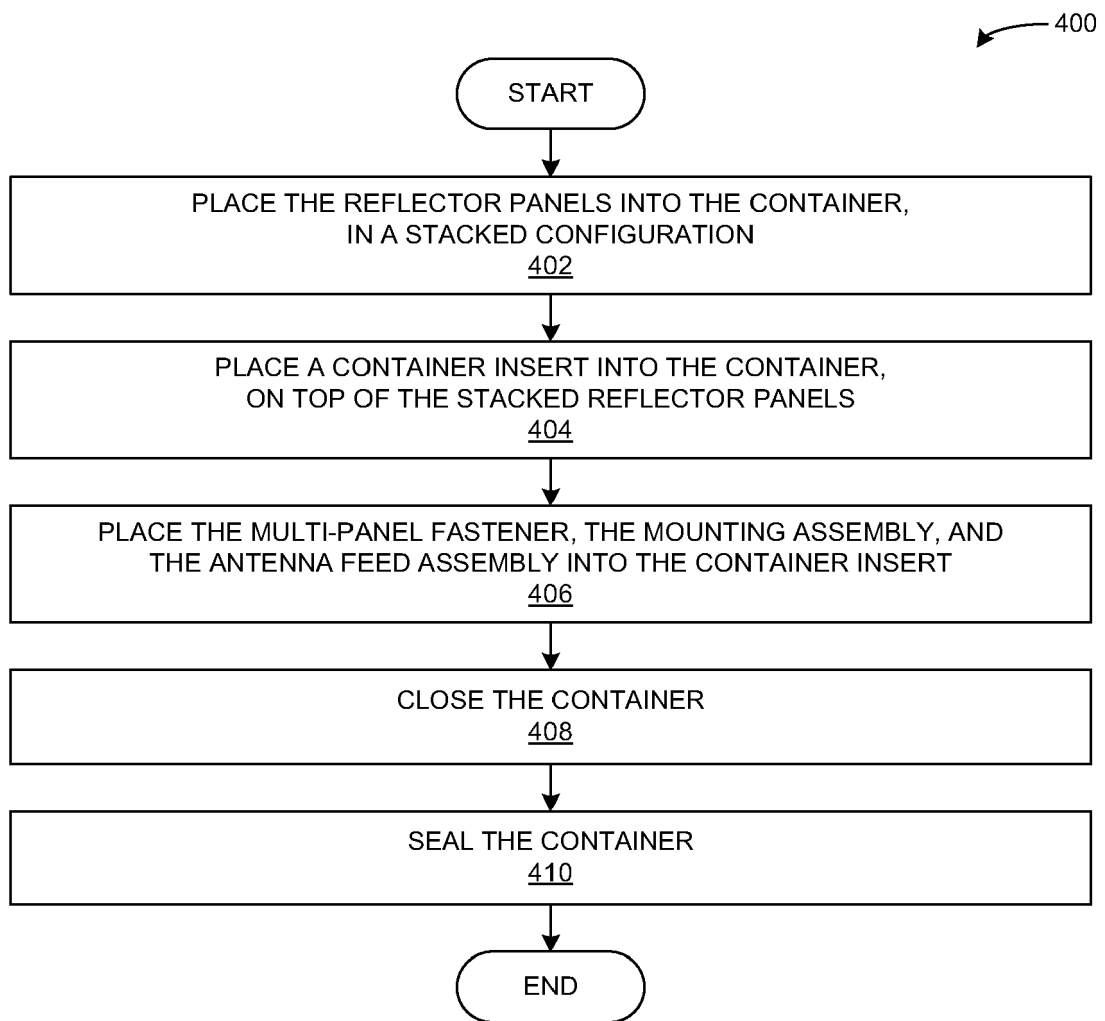 400
START
PLACE THE REFLECTOR PANELS INTO THE CONTAINER,
IN A STACKED CONFIGURATION
402
PLACE A CONTAINER INSERT INTO THE CONTAINER,
ON TOP OF THE STACKED REFLECTOR PANELS
404
PLACE THE MULTI-PANEL FASTENER, THE MOUNTING ASSEMBLY, AND
THE ANTENNA FEED ASSEMBLY INTO THE CONTAINER INSERT
406
CLOSE THE CONTAINER
408
SEAL THE CONTAINER
410
END